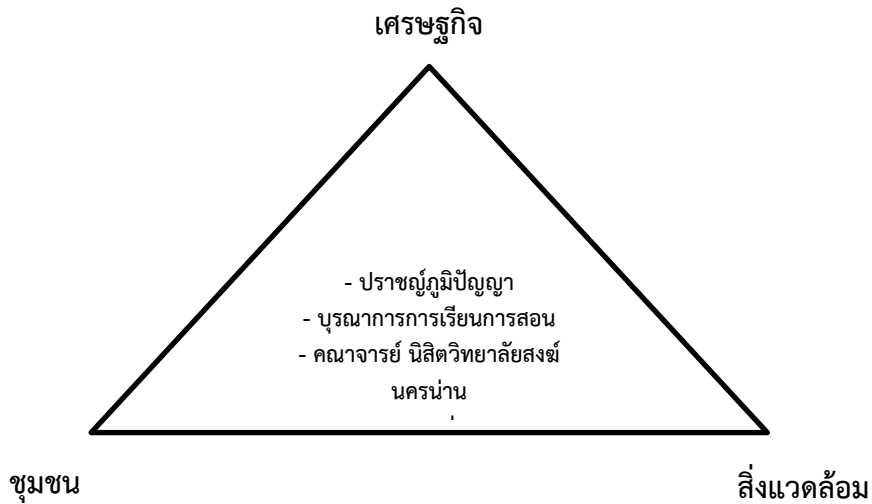 เศรษฐกิจ
- ปราชญ์ภูมิปัญญา
- บุรณาการการเรียนการสอน
- คณาจารย์ นิสิตวิทยาลัยสงฆ์
นครน่าน
ชุมชน
สิ่งแวดล้อม